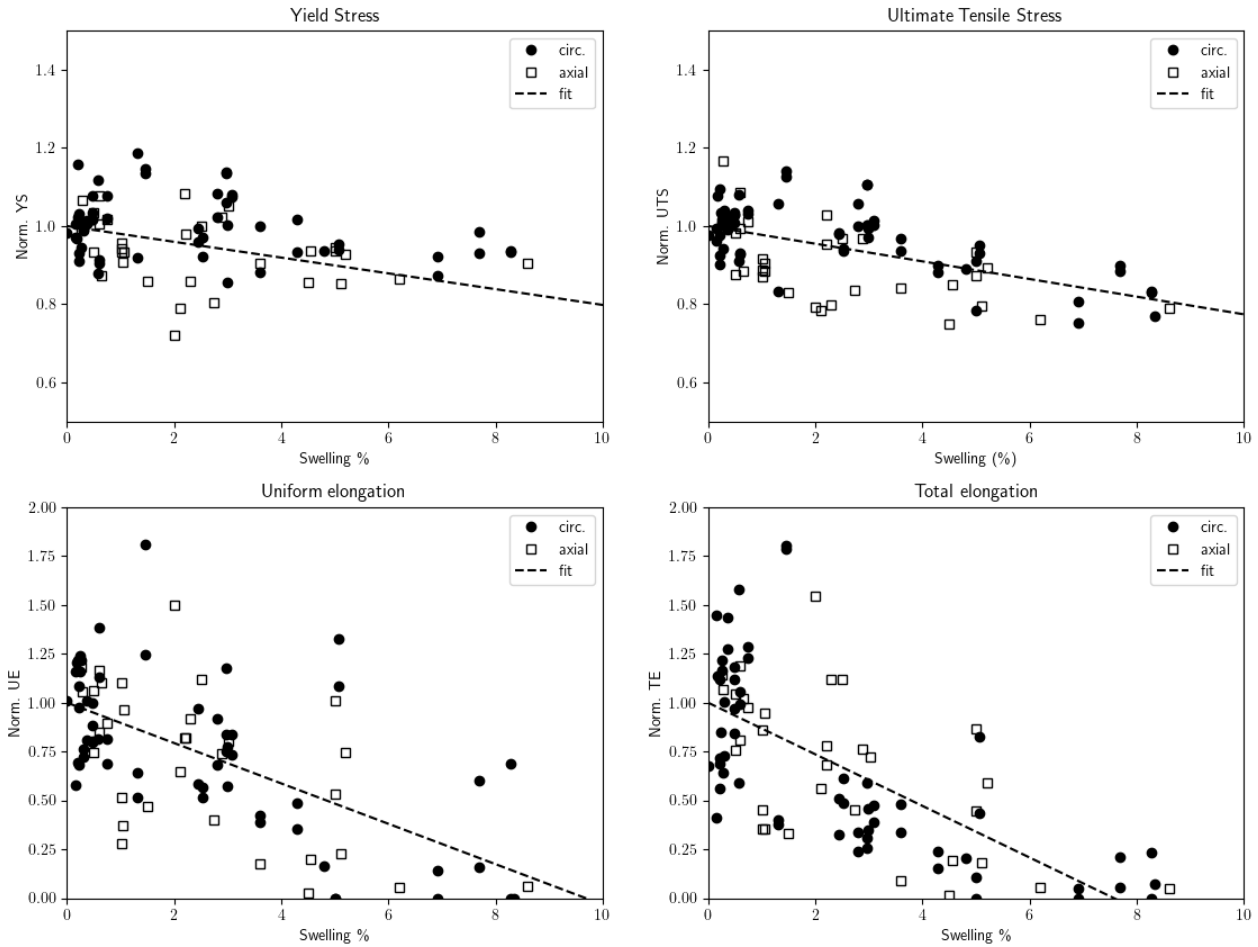 Yield Stress
1.4
1.2
1.0
0.8
0.6
Norm. YS
0
2
4
6
8
10
Swelling %
circ.
axial
fit
Ultimate Tensile Stress
1.4
1.2
1.0
0.8
0.6
Norm. UTS
0
2
4
6
8
10
Swelling (%)
circ.
axial
fit
Uniform elongation
2.00
1.75
1.50
1.25
1.00
0.75
0.50
0.25
0.00
Norm. UE
0
2
4
6
8
10
Swelling %
circ.
axial
fit
Total elongation
2.00
1.75
1.50
1.25
1.00
0.75
0.50
0.25
0.00
Norm. TE
0
2
4
6
8
10
Swelling %
circ.
axial
fit